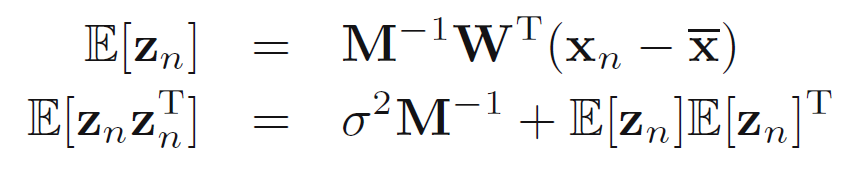 𝔼[𝐳ₙ] = 𝐌⁻¹𝐖ᵀ(𝐱ₙ − 𝐱̅)
𝔼[𝐳ₙ𝐳ₙᵀ] = σ²𝐌⁻¹ + 𝔼[𝐳ₙ]𝔼[𝐳ₙ]ᵀ